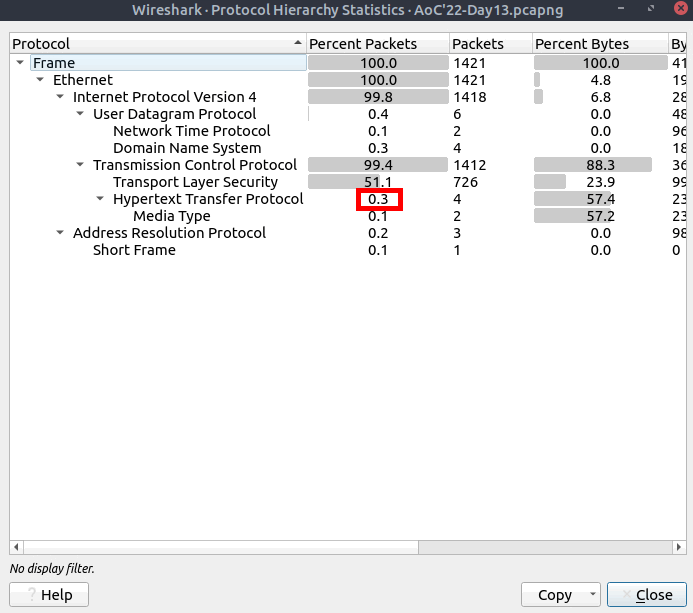 Wireshark · Protocol Hierarchy Statistics · AoC'22-Day13.pcapng
Protocol Percent Packets Packets Percent Bytes By
Frame 100.0 1421 100.0 41
Ethernet 100.0 1421 4.8 19
Internet Protocol Version 4 99.8 1418 6.8 28
User Datagram Protocol 0.4 6 0.0 48
Network Time Protocol 0.1 2 0.0 96
Domain Name System 0.3 4 0.0 18
Transmission Control Protocol 99.4 1412 88.3 36
Transport Layer Security 51.1 726 23.9 99
Hypertext Transfer Protocol 0.3 4 57.4 23
Media Type 0.1 2 57.2 23
Address Resolution Protocol 0.2 3 0.0 98
Short Frame 0.1 1 0.0 0
No display filter.
Help Copy Close